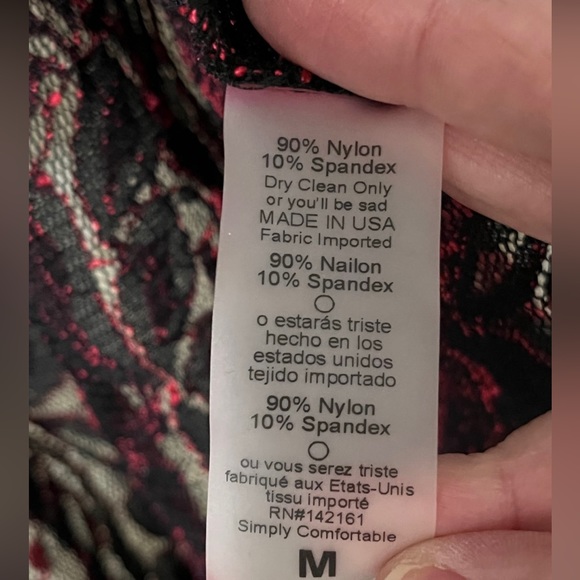 90% Nylon
10% Spandex
Dry Clean Only
or you'll be sad
MADE IN USA
Fabric Imported
90% Nailon
10% Spandex
o estarás triste
hecho en los
estados unidos
tejido importado
90% Nylon
10% Spandex
ou vous serez triste
fabriqué aux Etats-Unis
tissu importé
RN#142161
Simply Comfortable
M